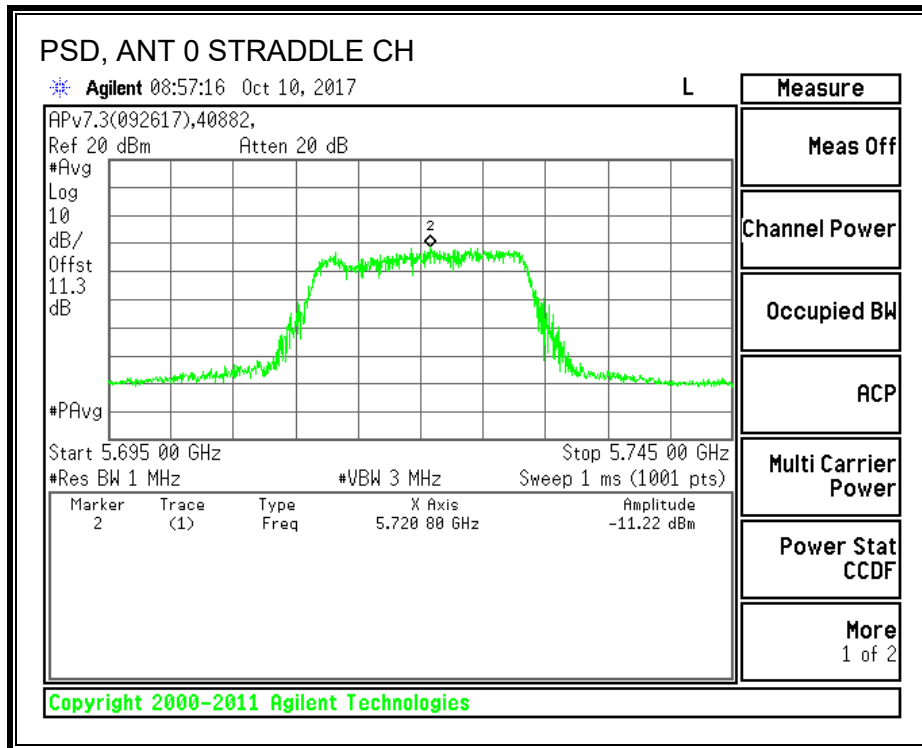 PSD, ANT 0 STRADDLE CH
Agilent 08:57:16 Oct 10, 2017 L
APv7.3(092617),40882,
Ref 20 dBm Atten 20 dB
#Avg
Log
10
dB/
Offst
11.3
dB
2
#PAvg
Start 5.695 00 GHz Stop 5.745 00 GHz
#Res BW 1 MHz #VBW 3 MHz Sweep 1 ms (1001 pts)
Marker Trace Type X Axis Amplitude
2 (1) Freq 5.720 80 GHz -11.22 dBm
Measure
Meas Off
Channel Power
Occupied BW
ACP
Multi Carrier
Power
Power Stat
CCDF
More
1 of 2
Copyright 2000-2011 Agilent Technologies